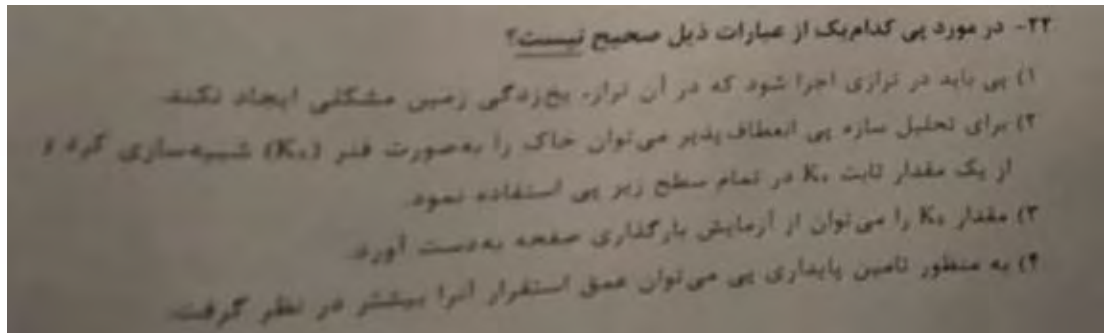 ۲۲- در مورد پی کدام‌یک از عبارات ذیل صحیح نیست؟
۱) پی باید در ترازی اجرا شود که در آن تراز، یخ‌زدگی زمین مشکلی ایجاد نکند.
۲) برای تحلیل سازه پی انعطاف‌پذیر می‌توان خاک را به‌صورت فنر (Ks) شبیه‌سازی کرد و
از یک مقدار ثابت Ks در تمام سطح زیر پی استفاده نمود.
۳) مقدار Ks را می‌توان از آزمایش بارگذاری صفحه به‌دست آورد.
۴) به منظور تامین پایداری پی می‌توان عمق استقرار آنرا بیشتر در نظر گرفت.